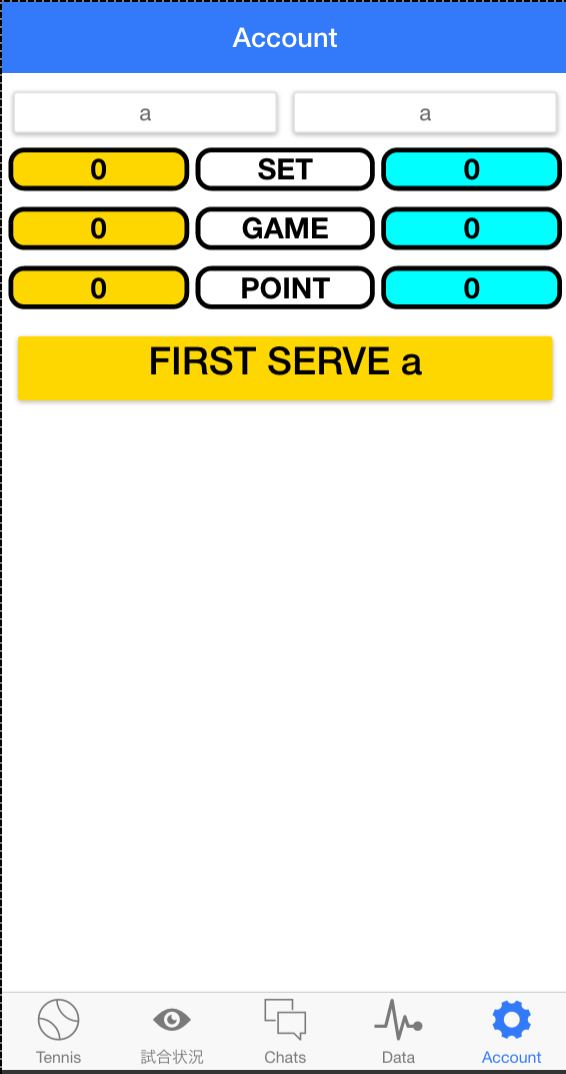 Account
a a
0 SET 0
0 GAME 0
0 POINT 0
FIRST SERVE a
Tennis 試合状況 Chats Data Account